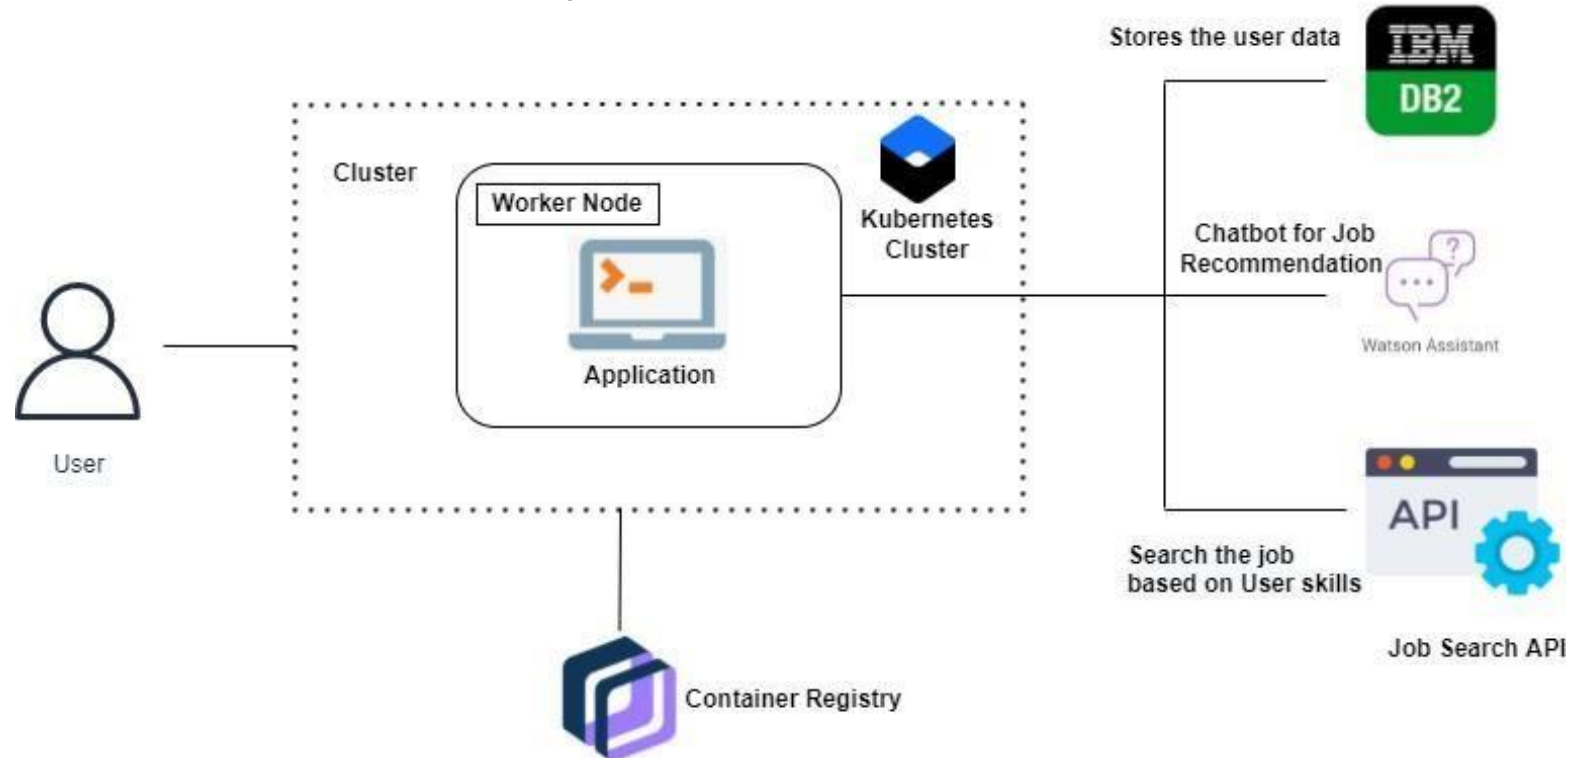 Stores the user data
IBM
DB2
Cluster
Worker Node
Kubernetes
Cluster
Application
Chatbot for Job
Recommendation
?
Watson Assistant
User
API
Search the job
based on User skills
Job Search API
Container Registry